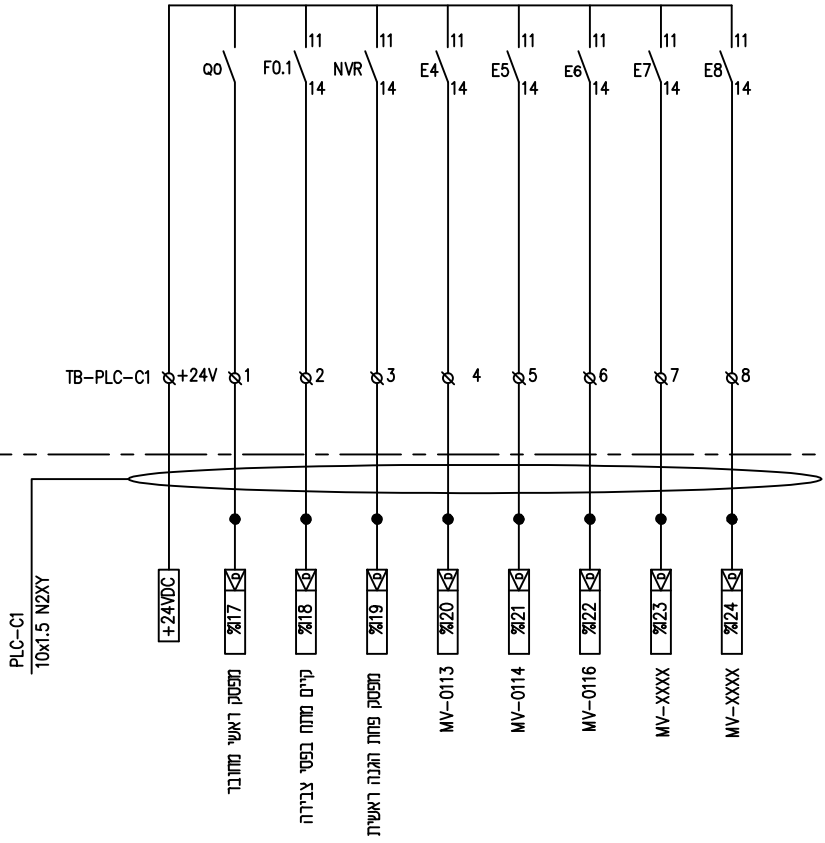 11 11 11 11 11 11 11
Q0 F0.1 NVR E4 E5 E6 E7 E8
14 14 14 14 14 14 14
TB-PLC-C1 +24V 1 2 3 4 5 6 7 8
PLC-C1
10x1.5 N2XY
+24VDC
D %I17
D %I18
D %I19
D %I20
D %I21
D %I22
D %I23
D %I24
מפסק ראשי מחובר
קיים מתח בפסי צבירה
מפסק פחת הגנה ראשית
MV-0113
MV-0114
MV-0116
MV-XXXX
MV-XXXX